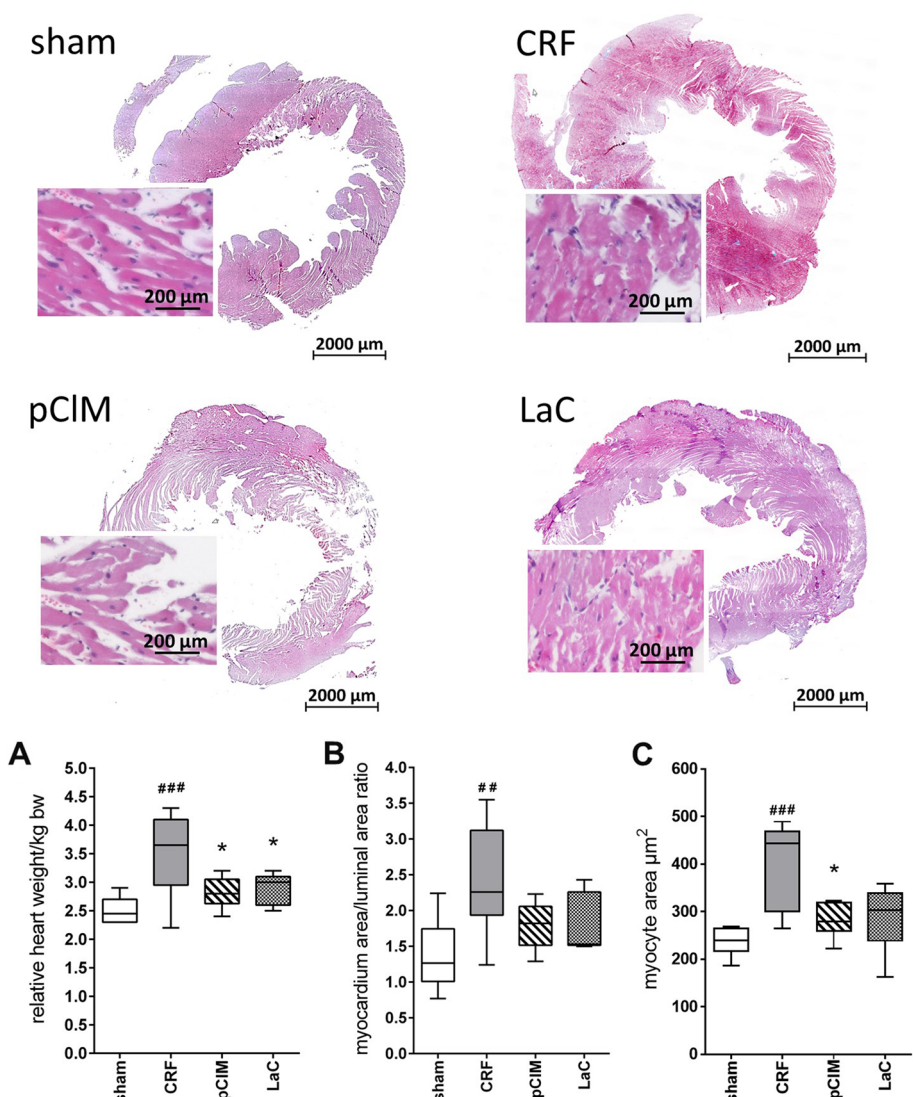 sham
CRF
200 µm
200 µm
2000 µm
2000 µm
pClM
LaC
200 µm
200 µm
2000 µm
2000 µm
A
relative heart weight/kg bw
5.0
4.5
4.0
3.5
3.0
2.5
2.0
1.5
1.0
0.5
0.0
###
*
*
sham
CRF
pClM
LaC
B
myocardium area/luminal area ratio
4.0
3.5
3.0
2.5
2.0
1.5
1.0
0.5
0.0
##
sham
CRF
pClM
LaC
C
myocyte area µm²
600
500
400
300
200
100
0
###
*
sham
CRF
pClM
LaC